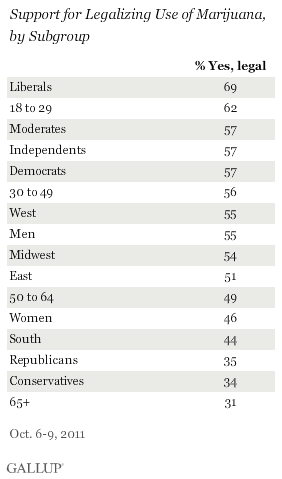 Support for Legalizing Use of Marijuana,
by Subgroup
% Yes, legal
Liberals 69
18 to 29 62
Moderates 57
Independents 57
Democrats 57
30 to 49 56
West 55
Men 55
Midwest 54
East 51
50 to 64 49
Women 46
South 44
Republicans 35
Conservatives 34
65+ 31
Oct. 6-9, 2011
GALLUP®